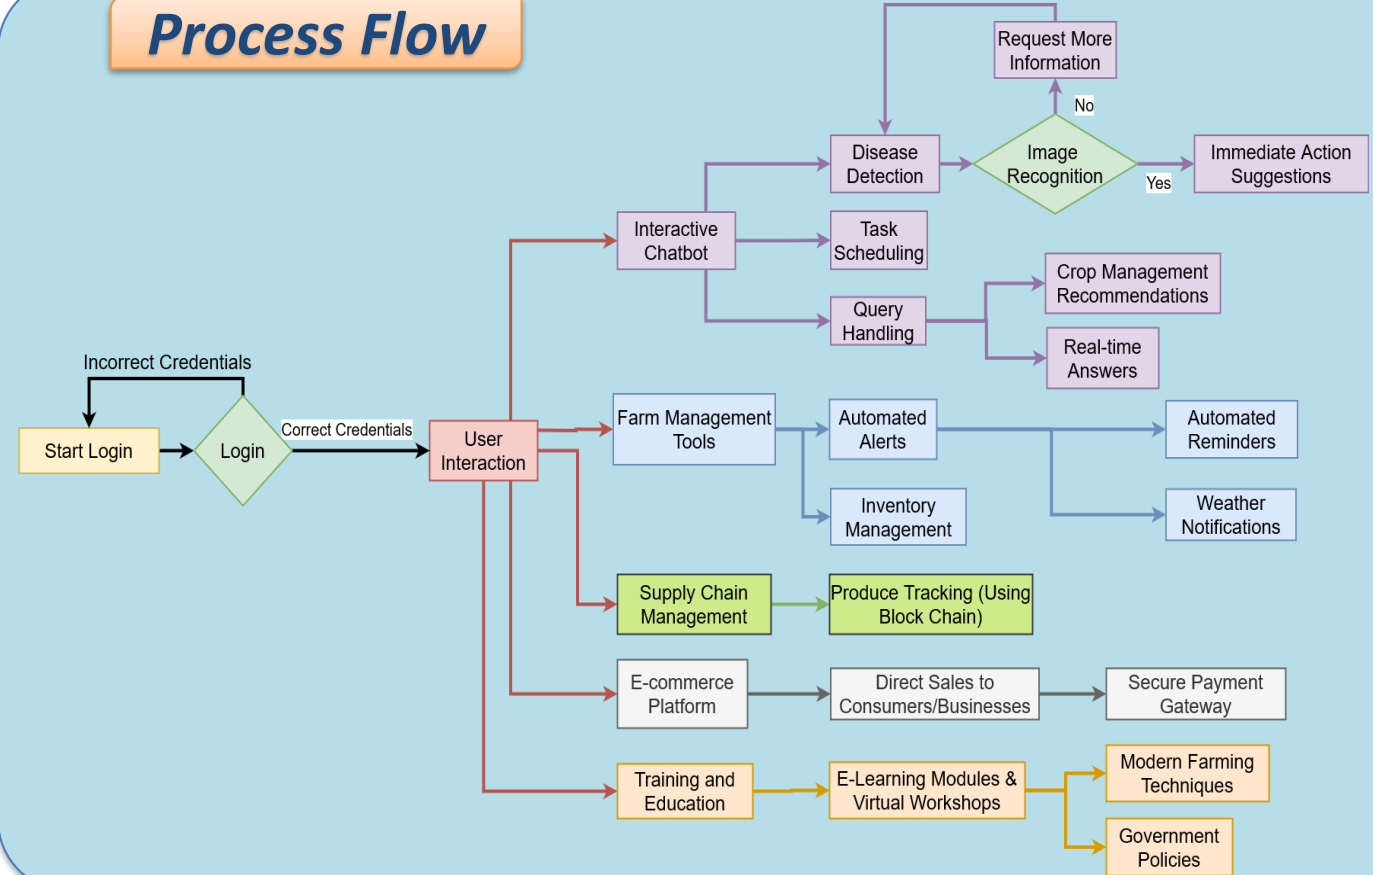 Process Flow
Request More
Information
No
Disease
Detection
Image
Recognition
Yes
Immediate Action
Suggestions
Interactive
Chatbot
Task
Scheduling
Query
Handling
Crop Management
Recommendations
Real-time
Answers
Incorrect Credentials
Start Login
Login
Correct Credentials
User
Interaction
Farm Management
Tools
Automated
Alerts
Automated
Reminders
Inventory
Management
Weather
Notifications
Supply Chain
Management
Produce Tracking (Using
Block Chain)
E-commerce
Platform
Direct Sales to
Consumers/Businesses
Secure Payment
Gateway
Training and
Education
E-Learning Modules &
Virtual Workshops
Modern Farming
Techniques
Government
Policies